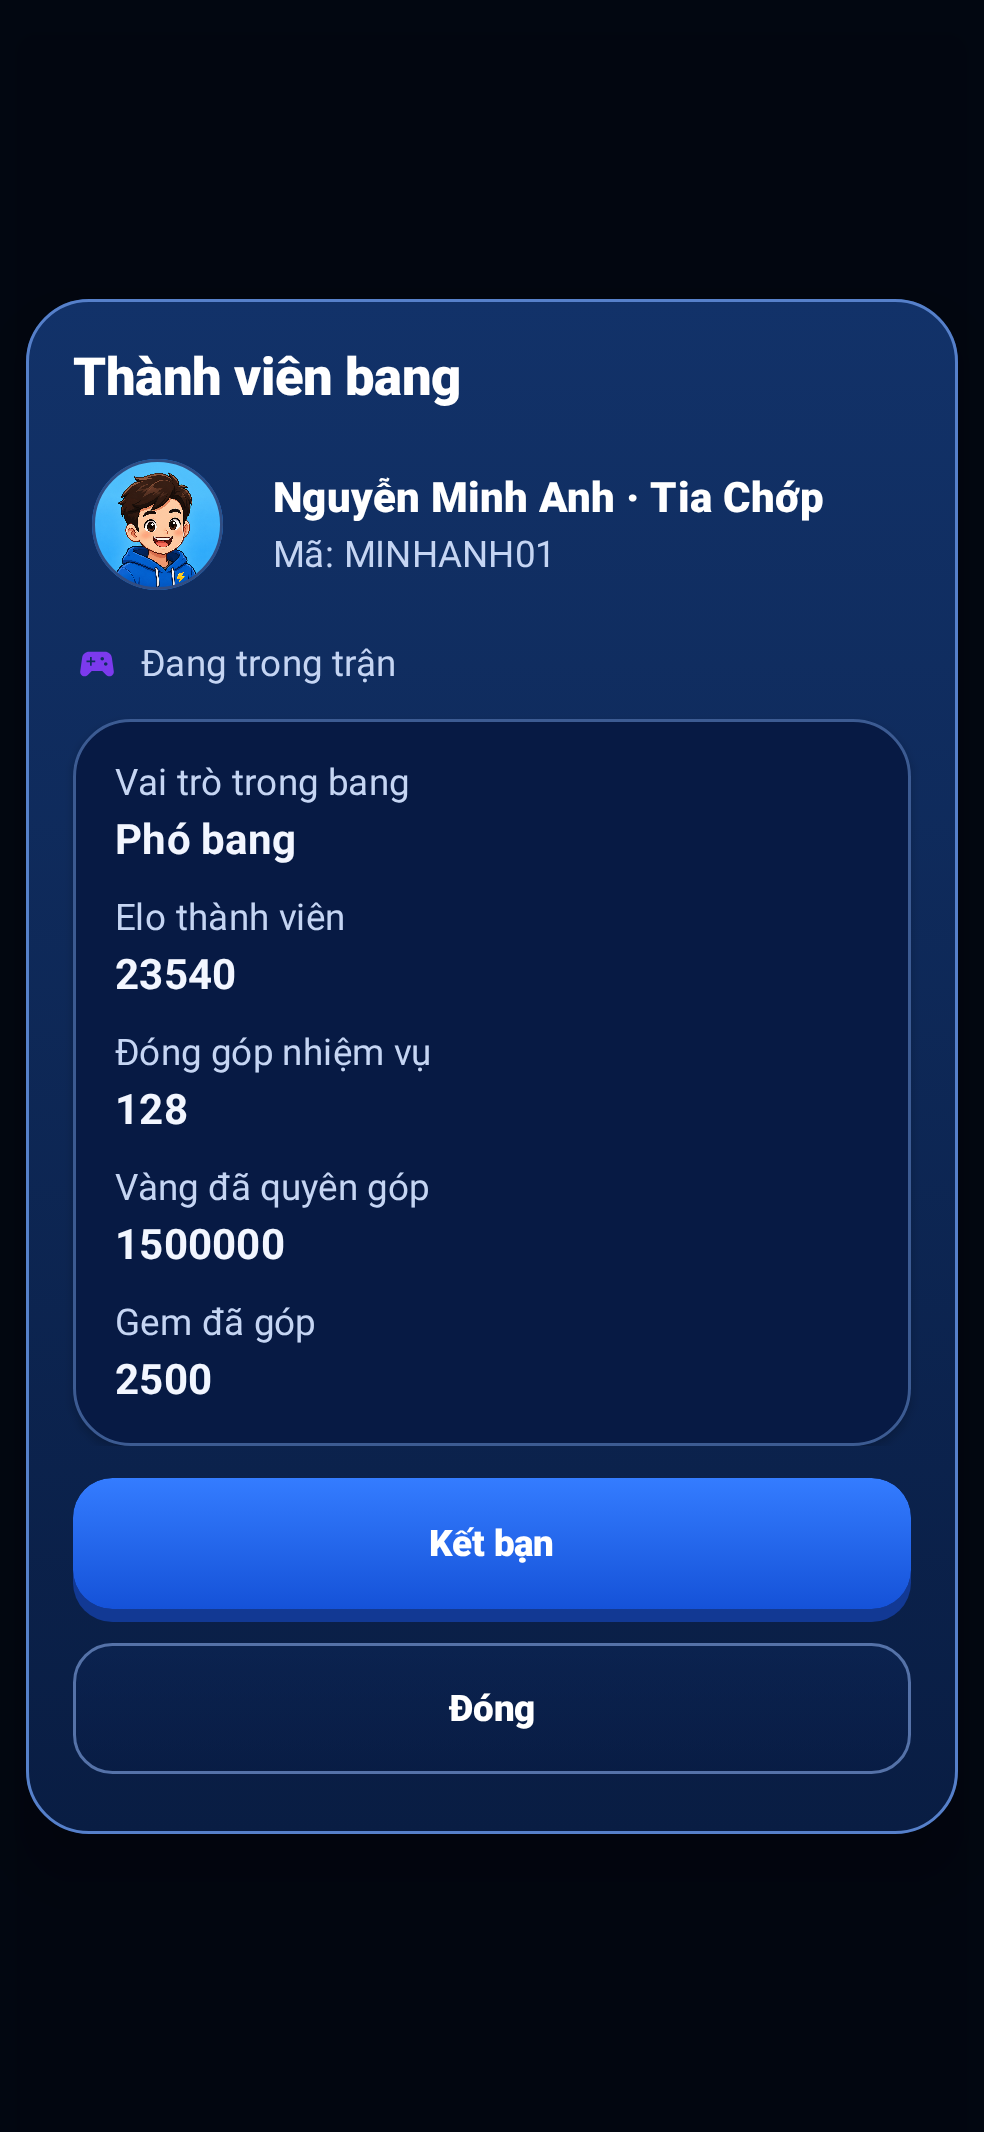 Thành viên bang
Nguyễn Minh Anh · Tia Chớp
Mã: MINHANH01
Đang trong trận
Vai trò trong bang
Phó bang
Elo thành viên
23540
Đóng góp nhiệm vụ
128
Vàng đã quyên góp
1500000
Gem đã góp
2500
Kết bạn
Đóng